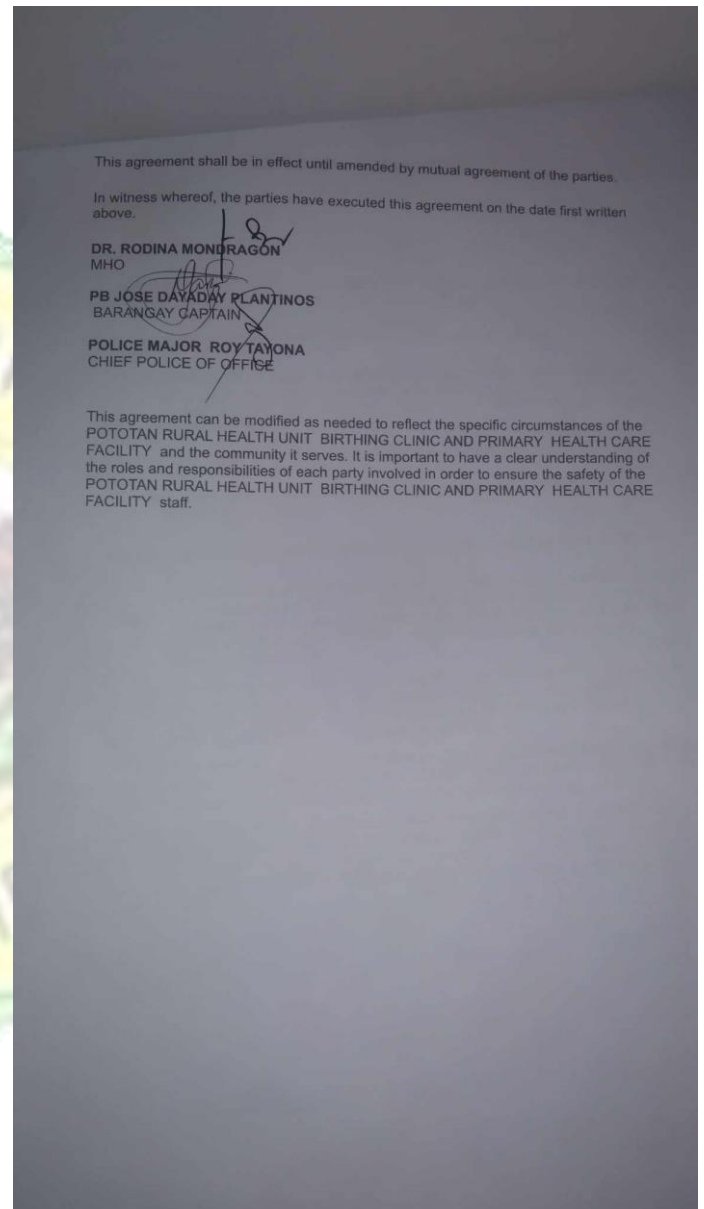 This agreement shall be in effect until amended by mutual agreement of the parties.
In witness whereof, the parties have executed this agreement on the date first written
above.
DR. RODINA MONDRAGON
MHO
PB JOSE DAYADAY PLANTINOS
BARANGAY CAPTAIN
POLICE MAJOR ROY TAYONA
CHIEF POLICE OF OFFISE
This agreement can be modified as needed to reflect the specific circumstances of the
POTOTAN RURAL HEALTH UNIT BIRTHING CLINIC AND PRIMARY HEALTH CARE
FACILITY and the community it serves. It is important to have a clear understanding of
the roles and responsibilities of each party involved in order to ensure the safety of the
POTOTAN RURAL HEALTH UNIT BIRTHING CLINIC AND PRIMARY HEALTH CARE
FACILITY staff.